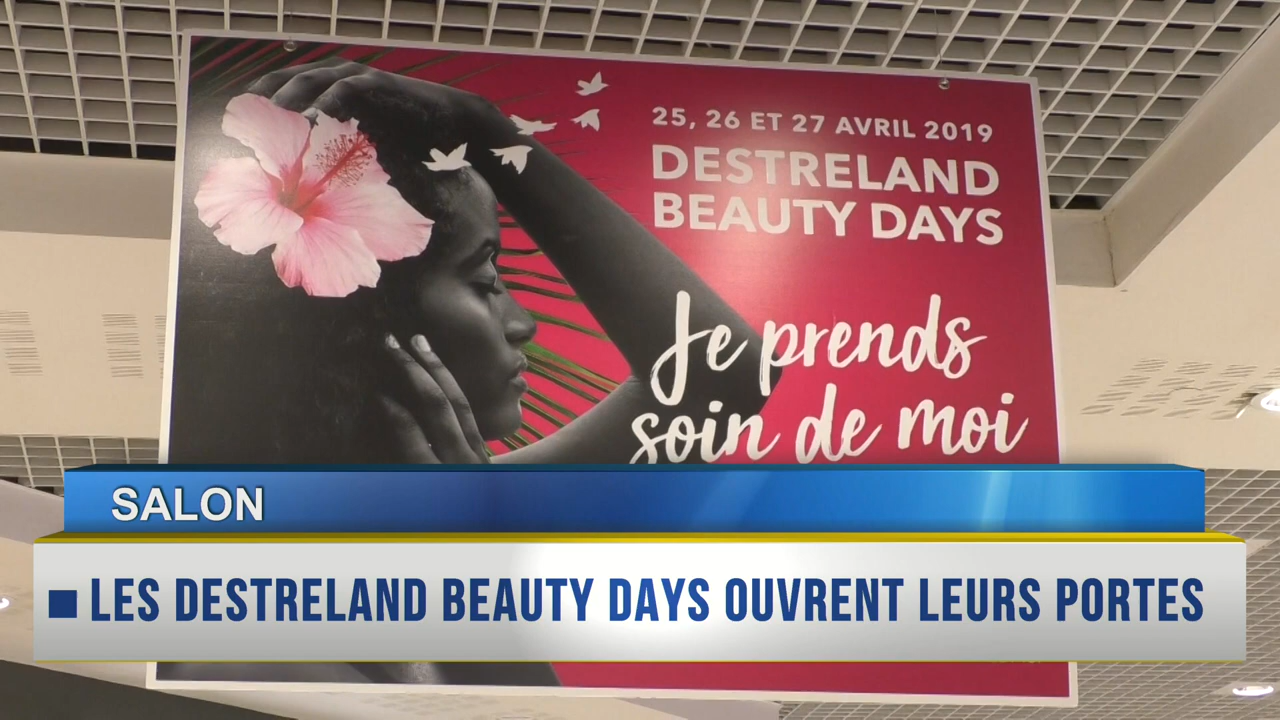 25, 26 ET 27 AVRIL 2019
DESTRELAND
BEAUTY DAYS
Je prends
soin de moi
SALON
LES DESTRELAND BEAUTY DAYS OUVRENT LEURS PORTES